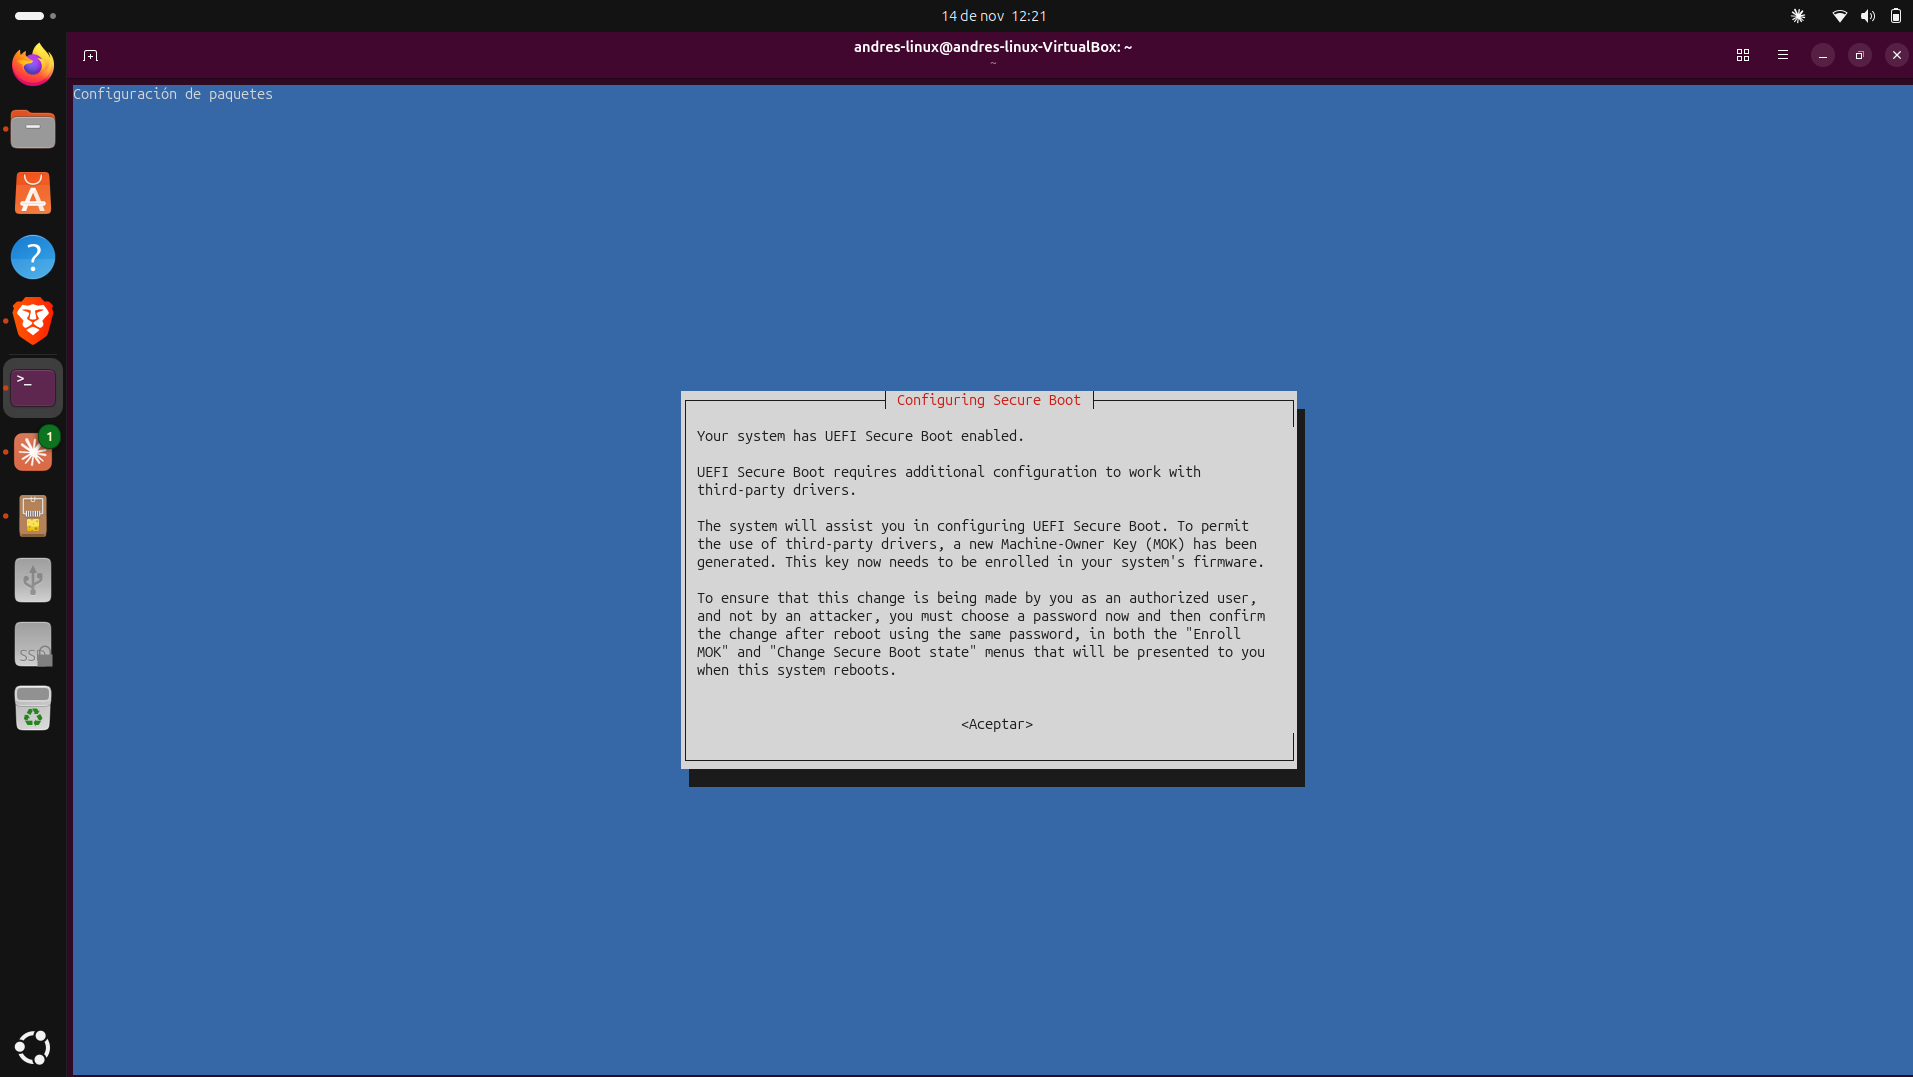 14 de nov 12:21
andres-linux@andres-linux-VirtualBox: ~
~
Configuración de paquetes
Configuring Secure Boot
Your system has UEFI Secure Boot enabled.
UEFI Secure Boot requires additional configuration to work with
third-party drivers.
The system will assist you in configuring UEFI Secure Boot. To permit
the use of third-party drivers, a new Machine-Owner Key (MOK) has been
generated. This key now needs to be enrolled in your system's firmware.
To ensure that this change is being made by you as an authorized user,
and not by an attacker, you must choose a password now and then confirm
the change after reboot using the same password, in both the "Enroll
MOK" and "Change Secure Boot state" menus that will be presented to you
when this system reboots.
<Aceptar>
?
>_
1